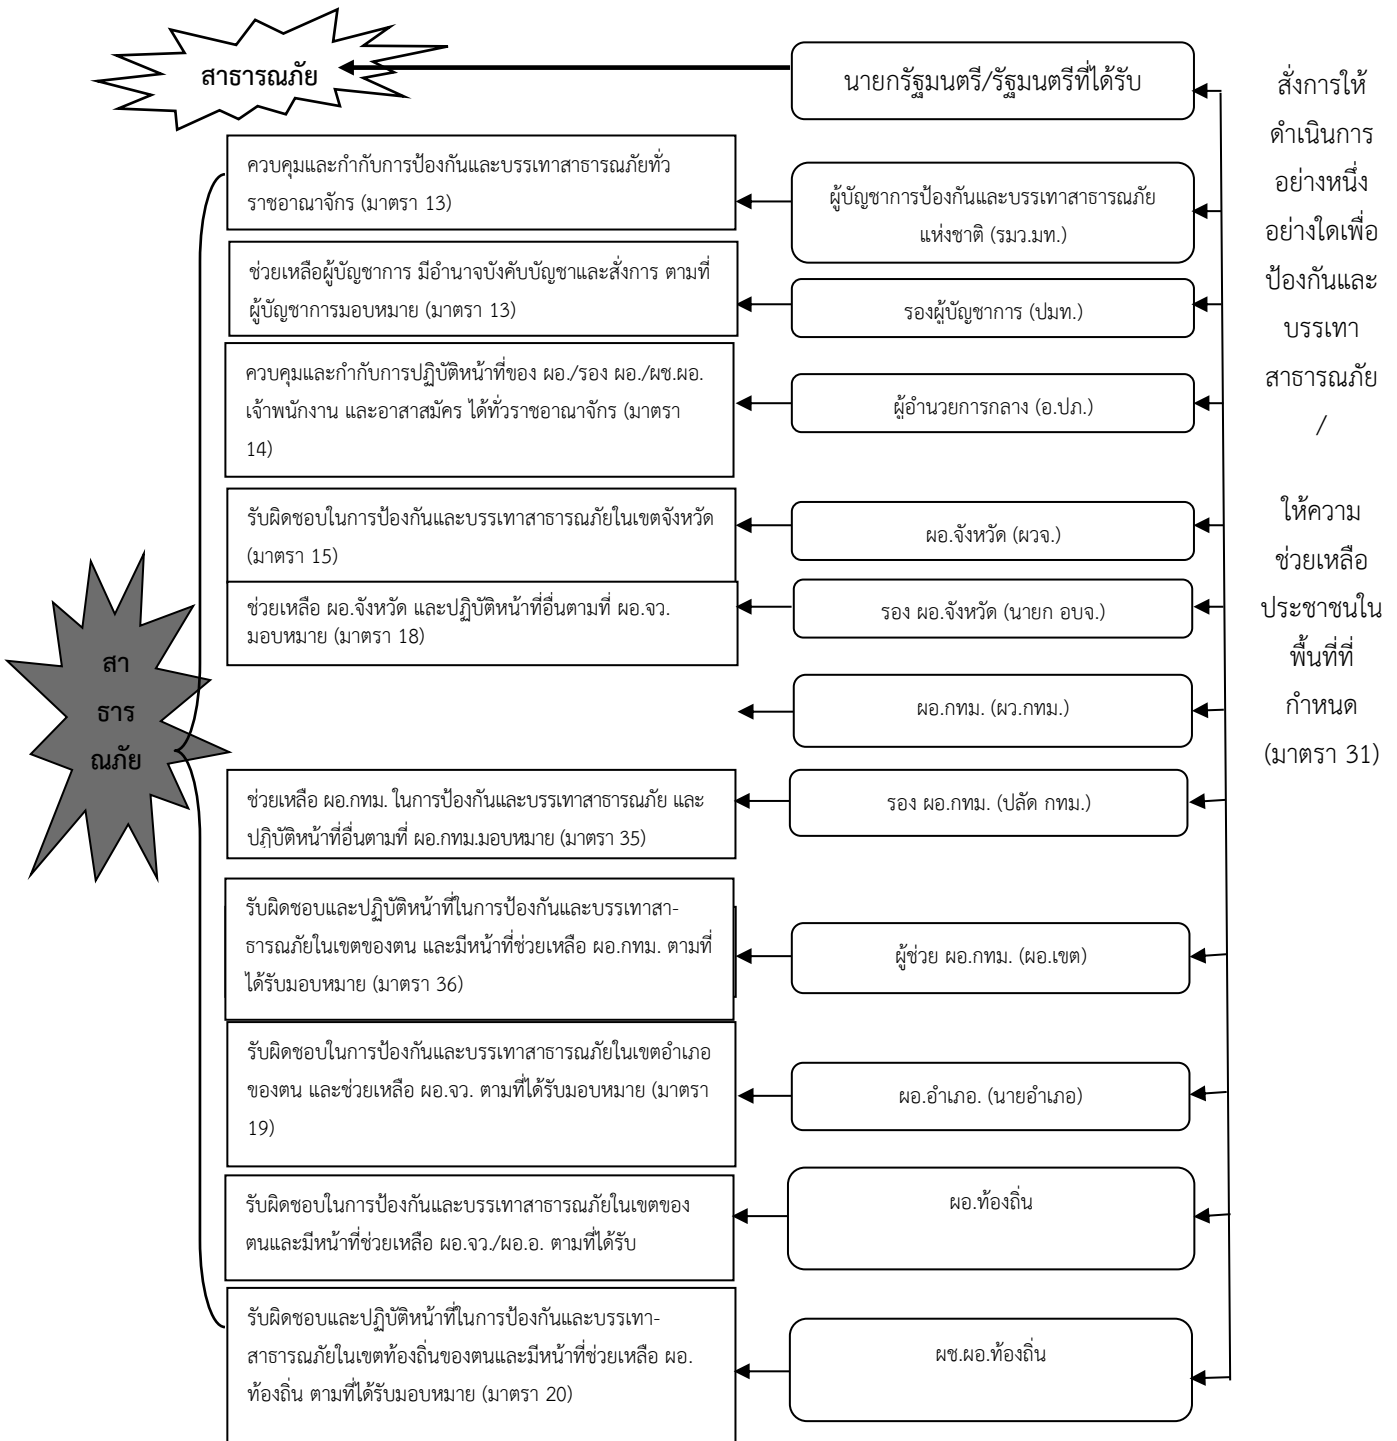 สาธารณภัย
นายกรัฐมนตรี/รัฐมนตรีที่ได้รับ
ควบคุมและกำกับการป้องกันและบรรเทาสาธารณภัยทั่ว
ราชอาณาจักร (มาตรา 13)
ผู้บัญชาการป้องกันและบรรเทาสาธารณภัย
แห่งชาติ (รมว.มท.)
ช่วยเหลือผู้บัญชาการ มีอำนาจบังคับบัญชาและสั่งการ ตามที่
ผู้บัญชาการมอบหมาย (มาตรา 13)
รองผู้บัญชาการ (ปมท.)
ควบคุมและกำกับการปฏิบัติหน้าที่ของ ผอ./รอง ผอ./ผช.ผอ.
เจ้าพนักงาน และอาสาสมัคร ได้ทั่วราชอาณาจักร (มาตรา
14)
ผู้อำนวยการกลาง (อ.ปภ.)
รับผิดชอบในการป้องกันและบรรเทาสาธารณภัยในเขตจังหวัด
(มาตรา 15)
ผอ.จังหวัด (ผวจ.)
ช่วยเหลือ ผอ.จังหวัด และปฏิบัติหน้าที่อื่นตามที่ ผอ.จว.
มอบหมาย (มาตรา 18)
รอง ผอ.จังหวัด (นายก อบจ.)
ผอ.กทม. (ผว.กทม.)
ช่วยเหลือ ผอ.กทม. ในการป้องกันและบรรเทาสาธารณภัย และ
ปฏิบัติหน้าที่อื่นตามที่ ผอ.กทม.มอบหมาย (มาตรา 35)
รอง ผอ.กทม. (ปลัด กทม.)
รับผิดชอบและปฏิบัติหน้าที่ในการป้องกันและบรรเทาสา-
ธารณภัยในเขตของตน และมีหน้าที่ช่วยเหลือ ผอ.กทม. ตามที่
ได้รับมอบหมาย (มาตรา 36)
ผู้ช่วย ผอ.กทม. (ผอ.เขต)
รับผิดชอบในการป้องกันและบรรเทาสาธารณภัยในเขตอำเภอ
ของตน และช่วยเหลือ ผอ.จว. ตามที่ได้รับมอบหมาย (มาตรา
19)
ผอ.อำเภอ. (นายอำเภอ)
รับผิดชอบในการป้องกันและบรรเทาสาธารณภัยในเขตของ
ตนและมีหน้าที่ช่วยเหลือ ผอ.จว./ผอ.อ. ตามที่ได้รับ
ผอ.ท้องถิ่น
รับผิดชอบและปฏิบัติหน้าที่ในการป้องกันและบรรเทา-
สาธารณภัยในเขตท้องถิ่นของตนและมีหน้าที่ช่วยเหลือ ผอ.
ท้องถิ่น ตามที่ได้รับมอบหมาย (มาตรา 20)
ผช.ผอ.ท้องถิ่น
สา
ธาร
ณภัย
สั่งการให้
ดำเนินการ
อย่างหนึ่ง
อย่างใดเพื่อ
ป้องกันและ
บรรเทา
สาธารณภัย
/
ให้ความ
ช่วยเหลือ
ประชาชนใน
พื้นที่ที่
กำหนด
(มาตรา 31)